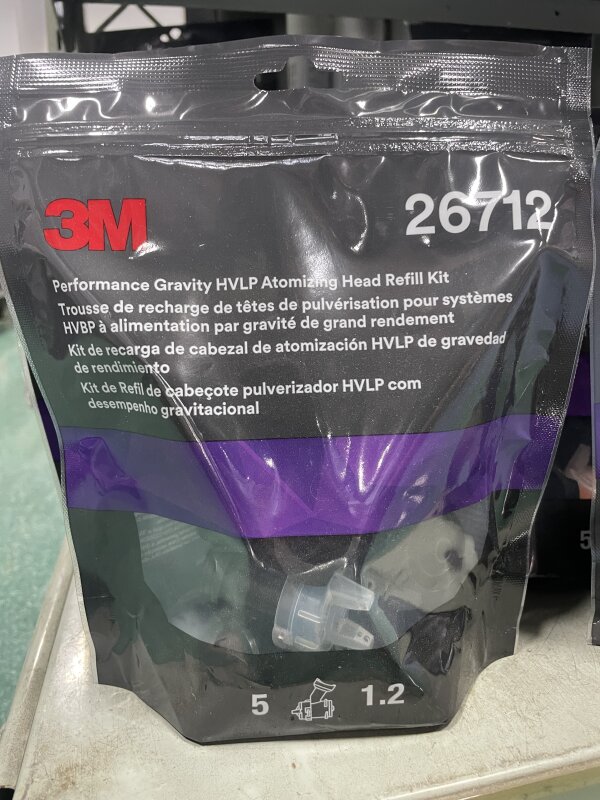 3M
26712
Performance Gravity HVLP Atomizing Head Refill Kit
Trousse de recharge de têtes de pulvérisation pour systèmes
HVBP à alimentation par gravité de grand rendement
Kit de recarga de cabezal de atomización HVLP de gravedad
de rendimiento
Kit de Refil de cabeçote pulverizador HVLP com
desempenho gravitacional
5
1.2
5